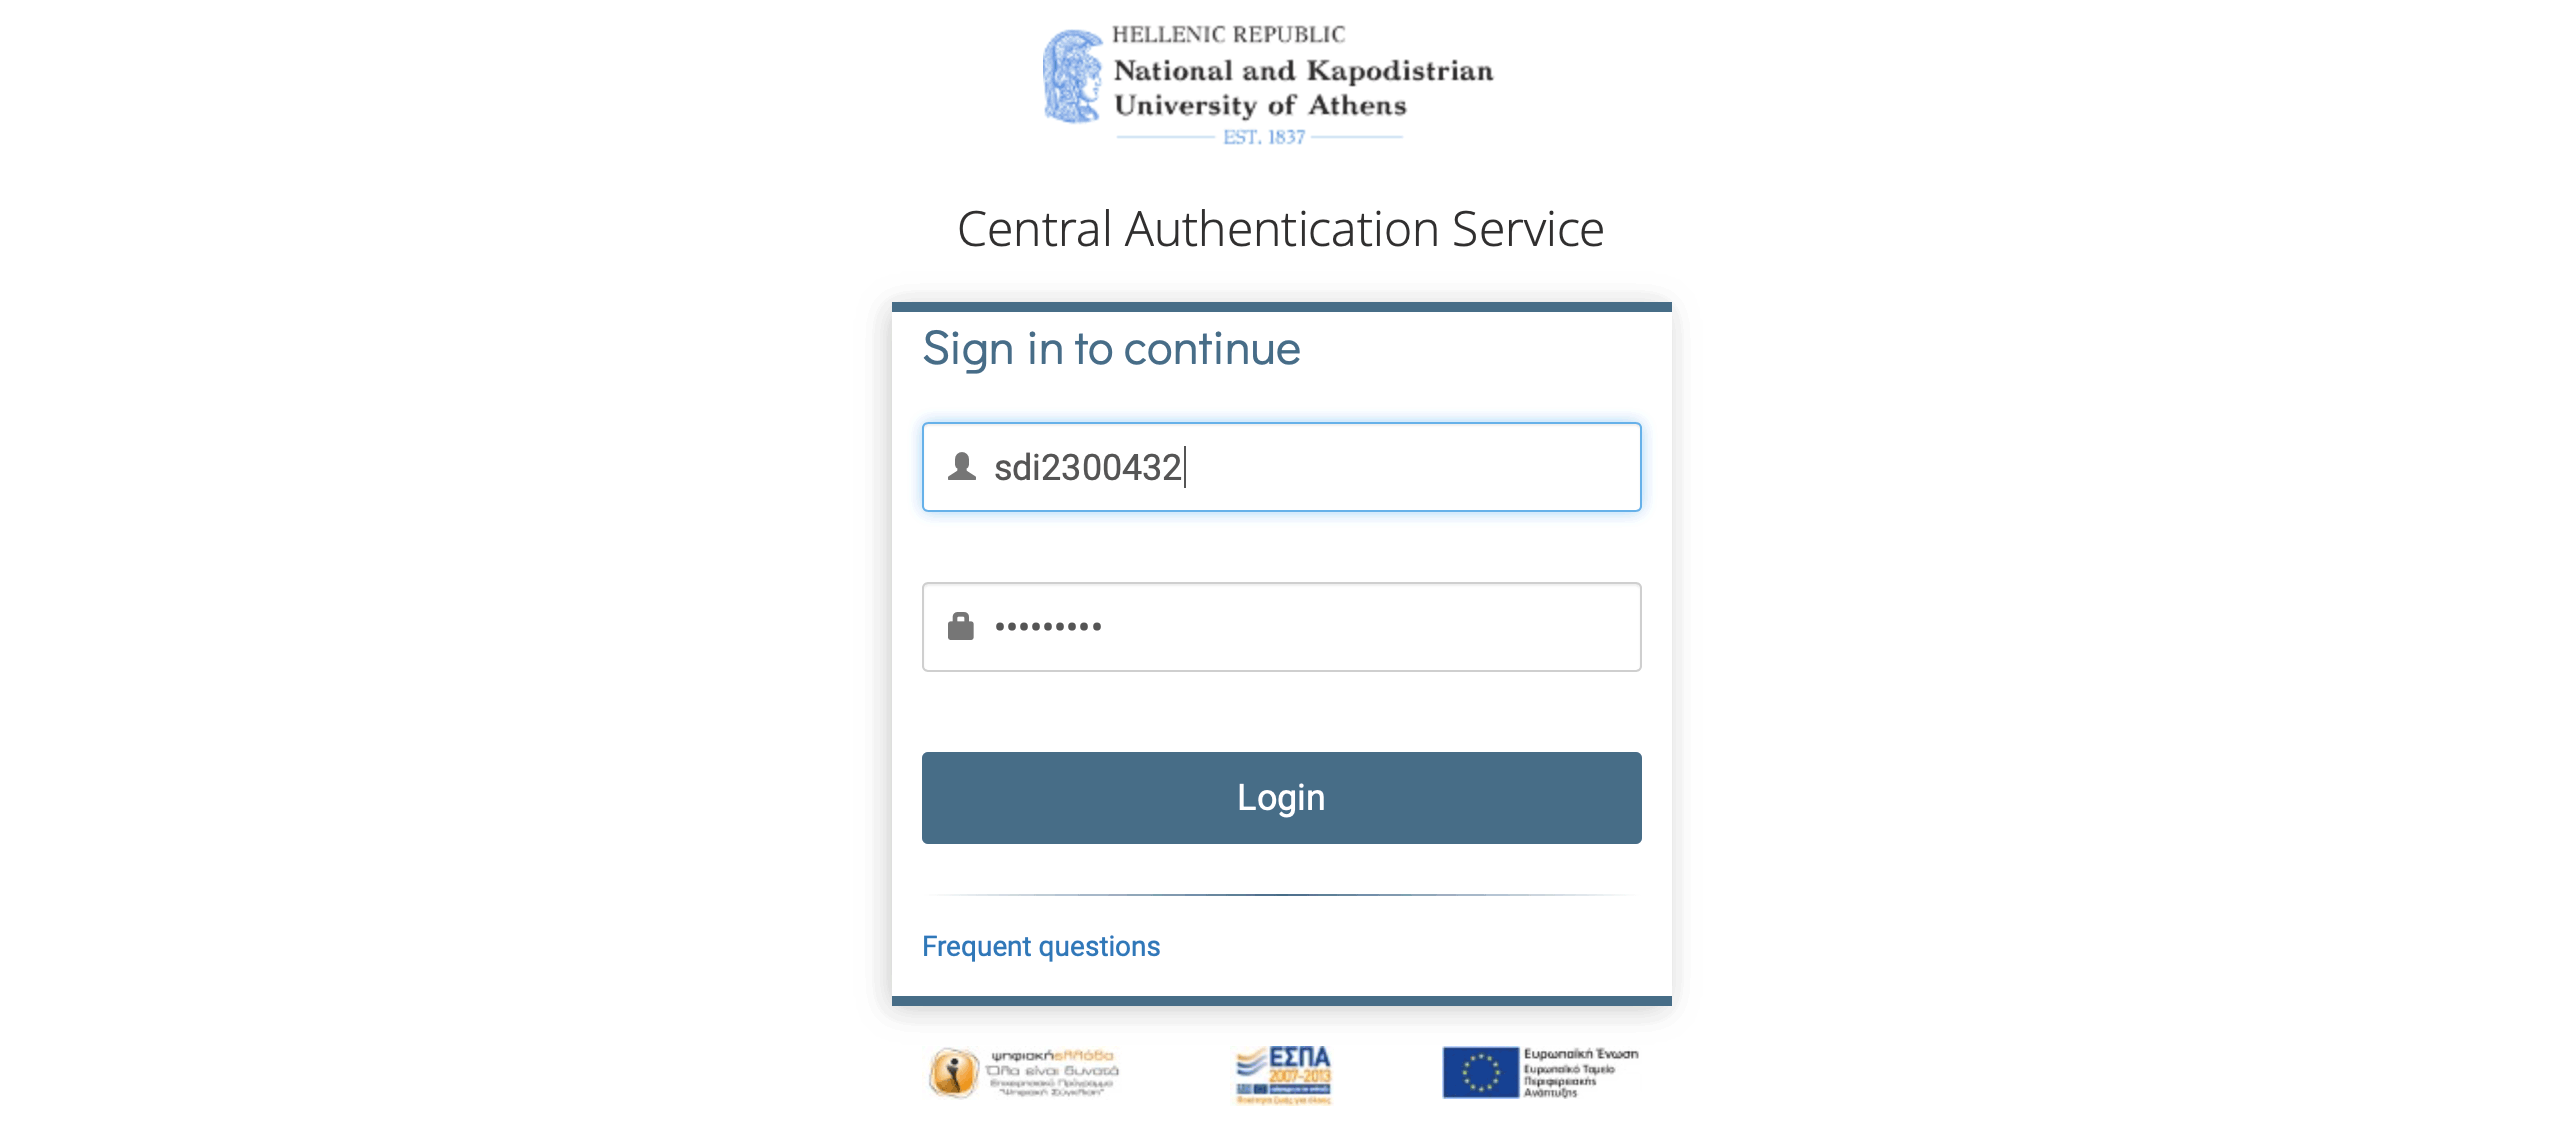 HELLENIC REPUBLIC
National and Kapodistrian
University of Athens
EST. 1837
Central Authentication Service
Sign in to continue
sdi2300432
•••••••••
Login
Frequent questions
ψηφιακήελλάδα
Όλα είναι δυνατά
Επιχειρησιακό Πρόγραμμα
"Ψηφιακή Σύγκλιση"
ΕΣΠΑ
2007-2013
Ευρωπαϊκή Ένωση
Ευρωπαϊκό Ταμείο
Περιφερειακής
Ανάπτυξης